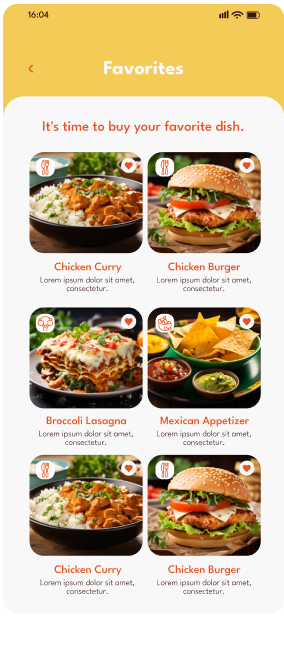 16:04
Favorites
It's time to buy your favorite dish.
Chicken Curry
Lorem ipsum dolor sit amet,
consectetur.
Chicken Burger
Lorem ipsum dolor sit amet,
consectetur.
Broccoli Lasagna
Lorem ipsum dolor sit amet,
consectetur.
Mexican Appetizer
Lorem ipsum dolor sit amet,
consectetur.
Chicken Curry
Lorem ipsum dolor sit amet,
consectetur.
Chicken Burger
Lorem ipsum dolor sit amet,
consectetur.